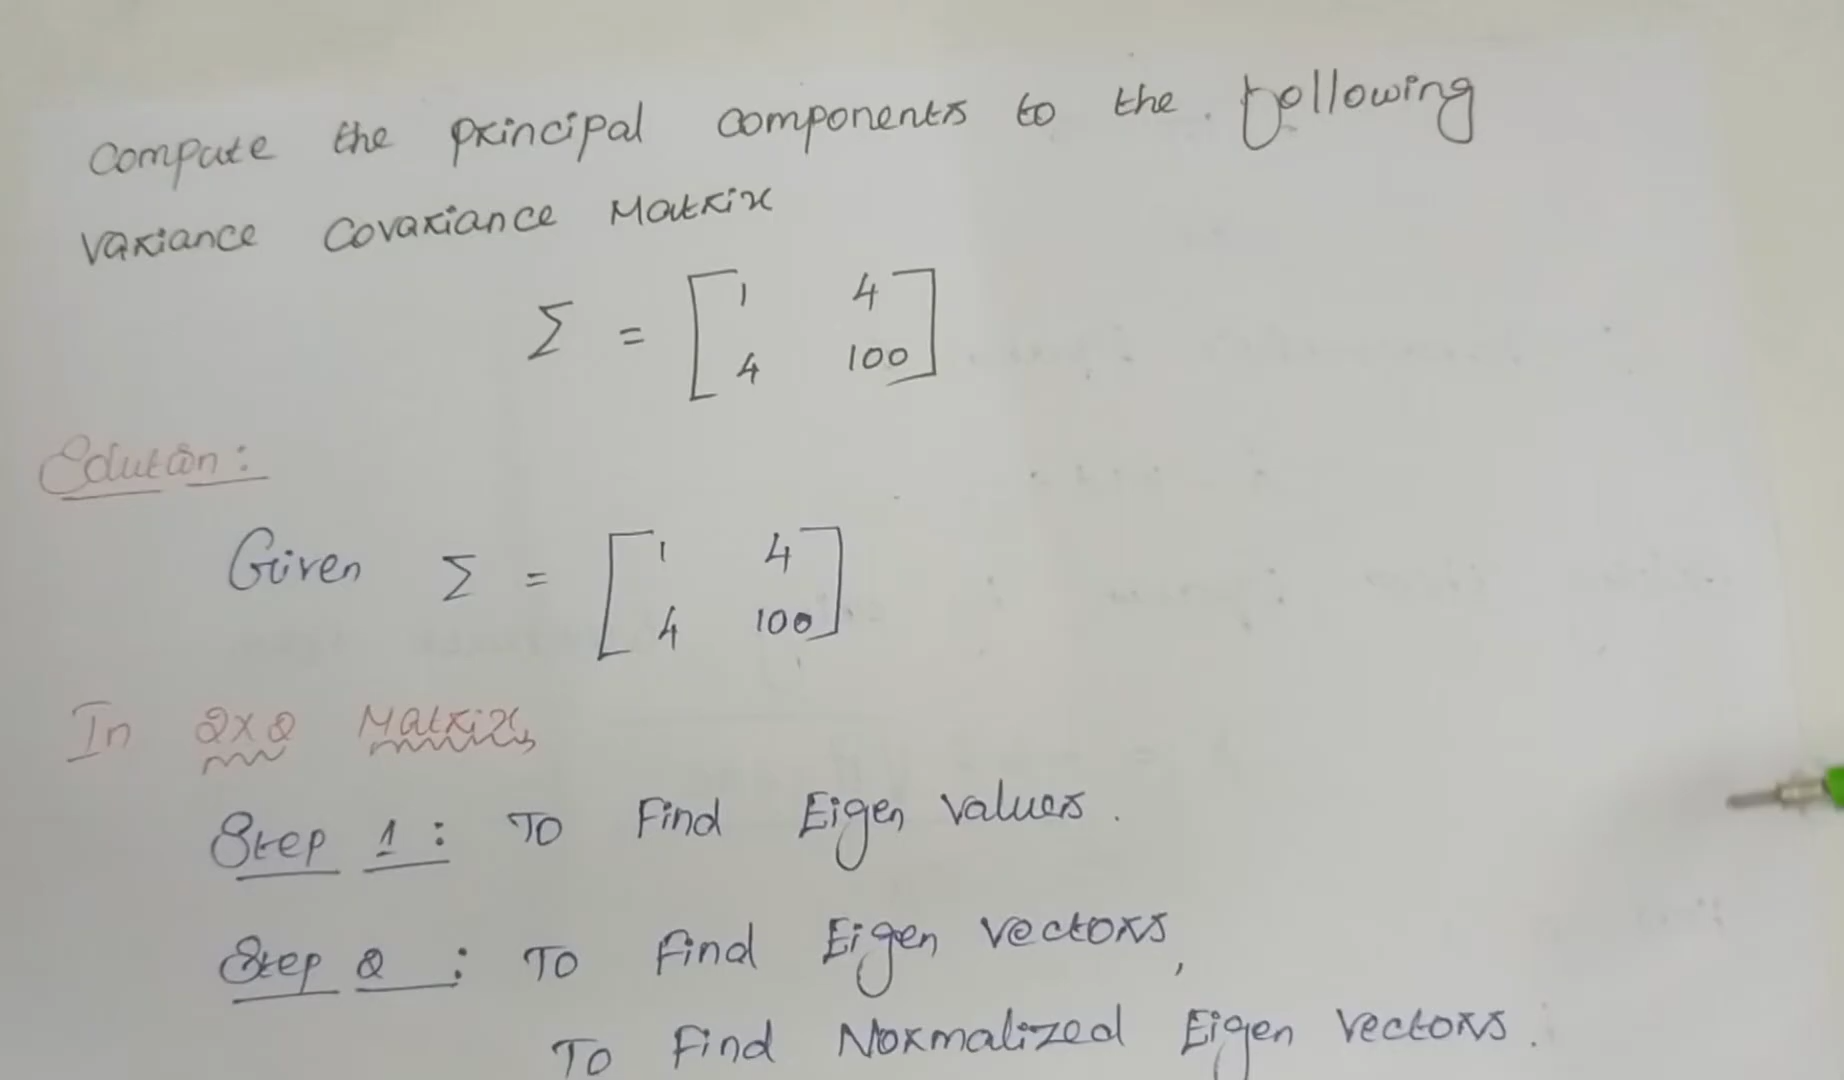 Compute the principal components to the following
Variance Covariance Matrix
Σ = [ 1 4
4 100 ]
Solution:
Given Σ = [ 1 4
4 100 ]
In 2x2 Matrix,
Step 1: To Find Eigen Values.
Step 2: To Find Eigen Vectors,
To Find Normalized Eigen Vectors.